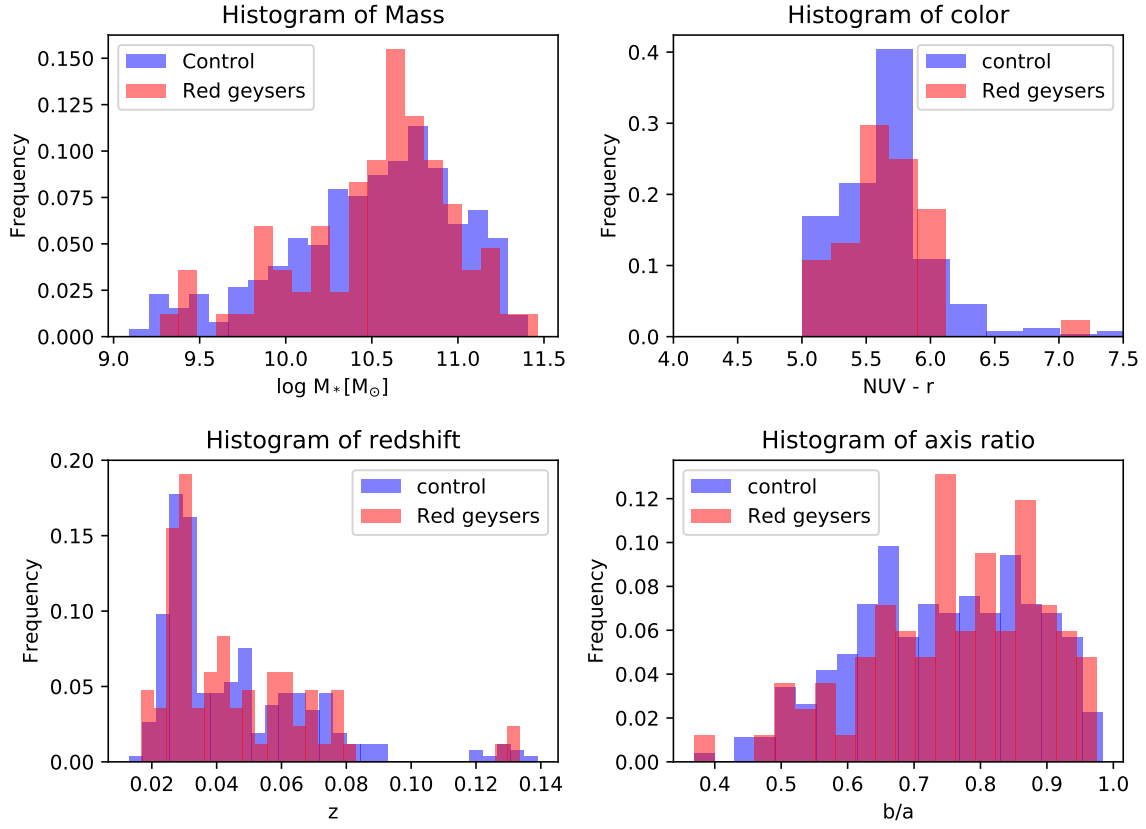 Histogram of Mass
Control
Red geysers
Frequency
0.150
0.125
0.100
0.075
0.050
0.025
0.000
9.0 9.5 10.0 10.5 11.0 11.5
log M*[M⊙]
Histogram of color
control
Red geysers
Frequency
0.4
0.3
0.2
0.1
0.0
4.0 4.5 5.0 5.5 6.0 6.5 7.0 7.5
NUV - r
Histogram of redshift
control
Red geysers
Frequency
0.20
0.15
0.10
0.05
0.00
0.02 0.04 0.06 0.08 0.10 0.12 0.14
z
Histogram of axis ratio
control
Red geysers
Frequency
0.12
0.10
0.08
0.06
0.04
0.02
0.00
0.4 0.5 0.6 0.7 0.8 0.9 1.0
b/a